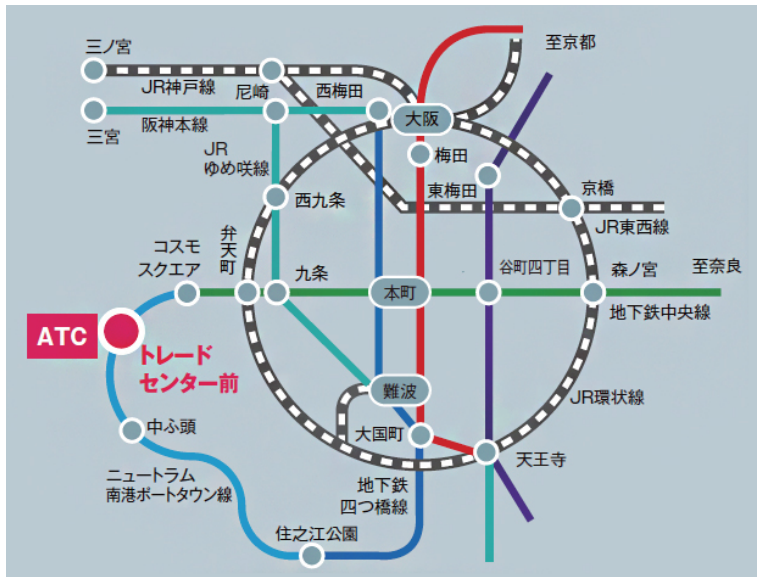 三ノ宮
至京都
JR神戸線
尼崎
西梅田
大阪
三宮
阪神本線
JR
ゆめ咲線
梅田
東梅田
京橋
JR東西線
西九条
コスモ
スクエア
弁天町
九条
本町
谷町四丁目
森ノ宮
至奈良
地下鉄中央線
ATC
トレード
センター前
難波
JR環状線
中ふ頭
大国町
天王寺
ニュートラム
南港ポートタウン線
地下鉄
四つ橋線
住之江公園